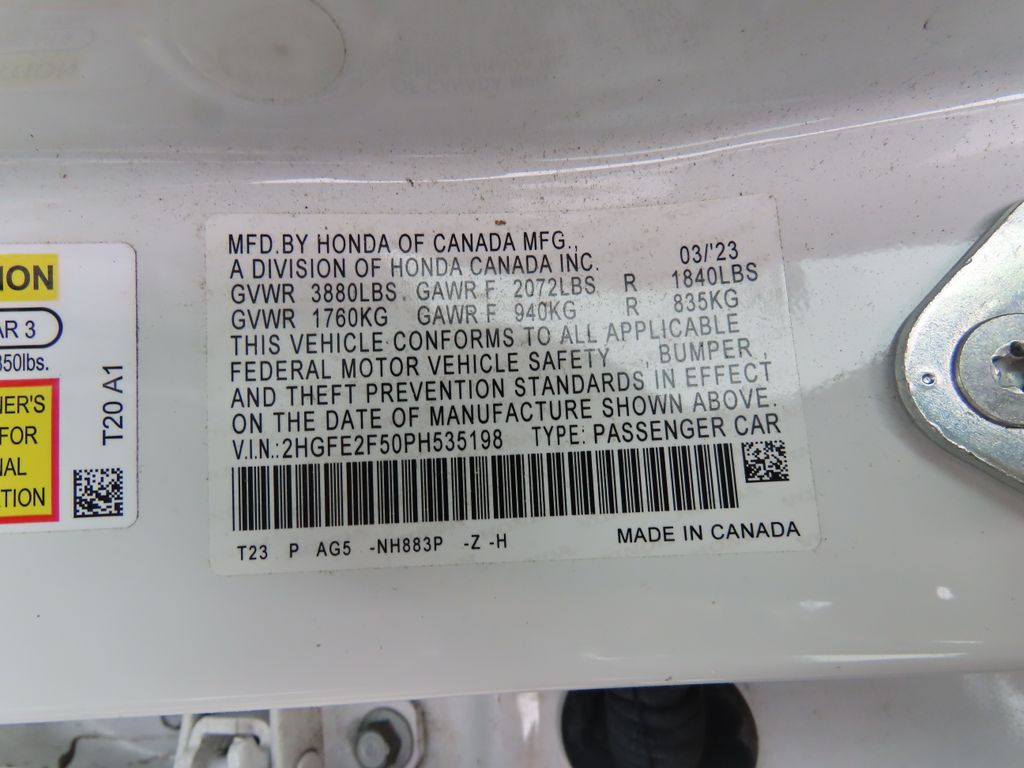 MFD.BY HONDA OF CANADA MFG.,
A DIVISION OF HONDA CANADA INC. 03/'23
GVWR 3880LBS GAWR F 2072LBS R 1840LBS
GVWR 1760KG GAWR F 940KG R 835KG
THIS VEHICLE CONFORMS TO ALL APPLICABLE
FEDERAL MOTOR VEHICLE SAFETY , BUMPER ,
AND THEFT PREVENTION STANDARDS IN EFFECT
ON THE DATE OF MANUFACTURE SHOWN ABOVE.
V.I.N.:2HGFE2F50PH535198 TYPE: PASSENGER CAR
T23 P AG5 -NH883P -Z -H
MADE IN CANADA
ION
AR 3
350lbs.
NER'S
FOR
NAL
ATION
T20 A1